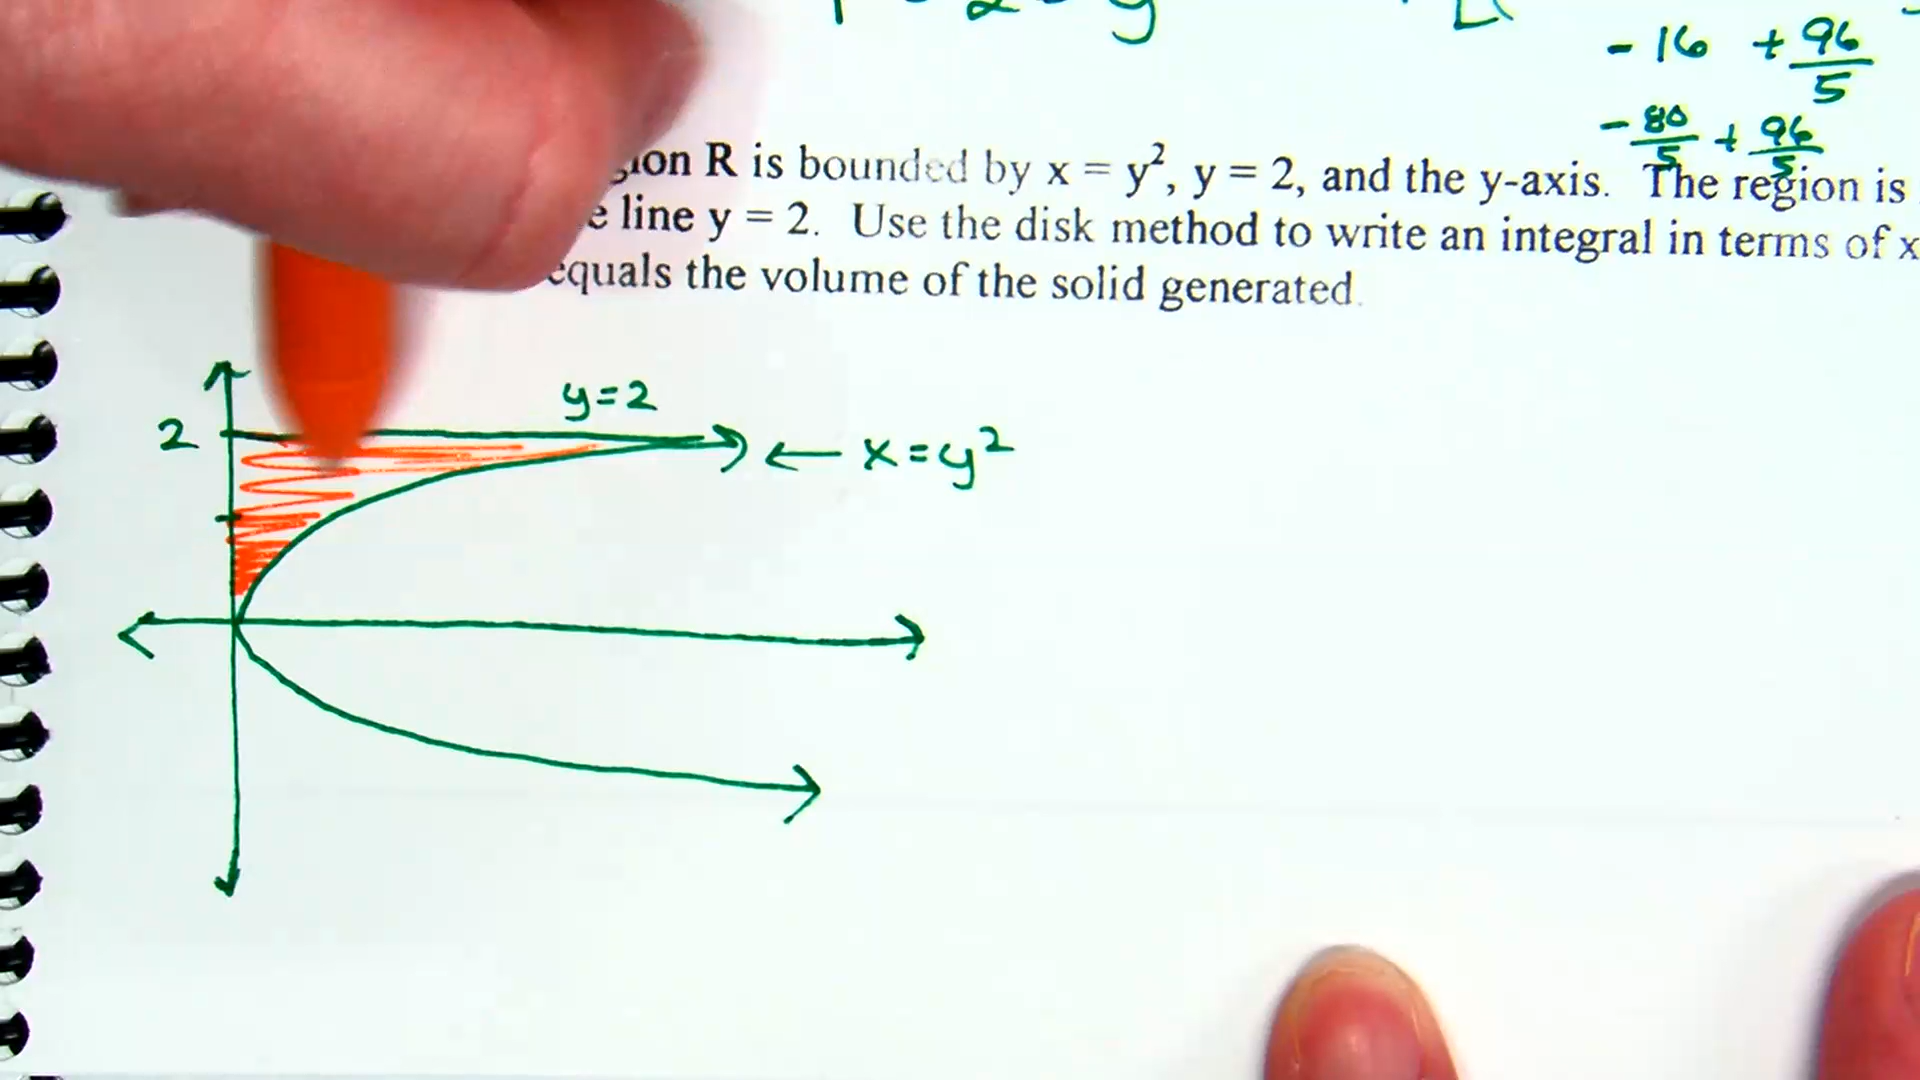 - 16 + 96/5
- 80/5 + 96/5
R is bounded by x = y², y = 2, and the y-axis. The region is
line y = 2. Use the disk method to write an integral in terms of x
equals the volume of the solid generated.
y=2
2
← x=y²